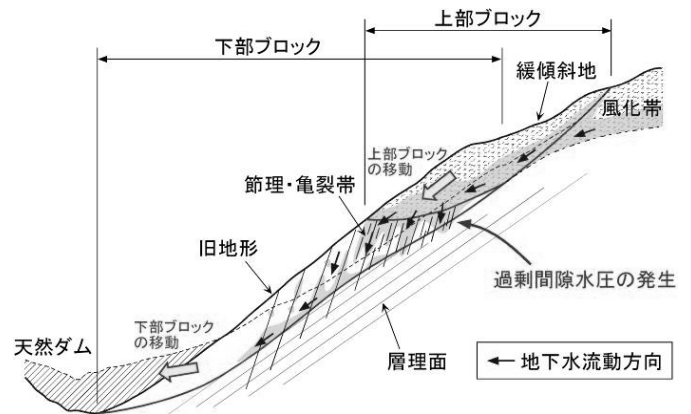 上部ブロック
下部ブロック
緩傾斜地
風化帯
上部ブロック
の移動
節理・亀裂帯
旧地形
過剰間隙水圧の発生
下部ブロック
の移動
天然ダム
層理面
地下水流動方向